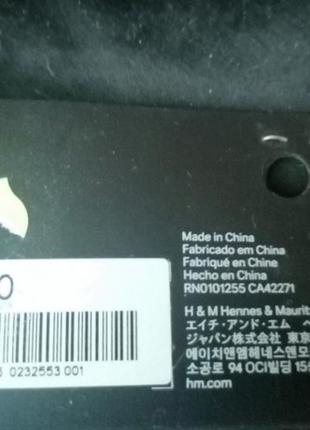 Made in China
Fabricado em China
Fabriqué en Chine
Hecho en China
RN0101255 CA42271
H & M Hennes & Maurit
エイチ・アンド・エム ヘ
ジャパン株式会社 東京
에이치앤엠헤네스앤모
소공로 94 OCI빌딩 15
hm.com
0
0232553 001